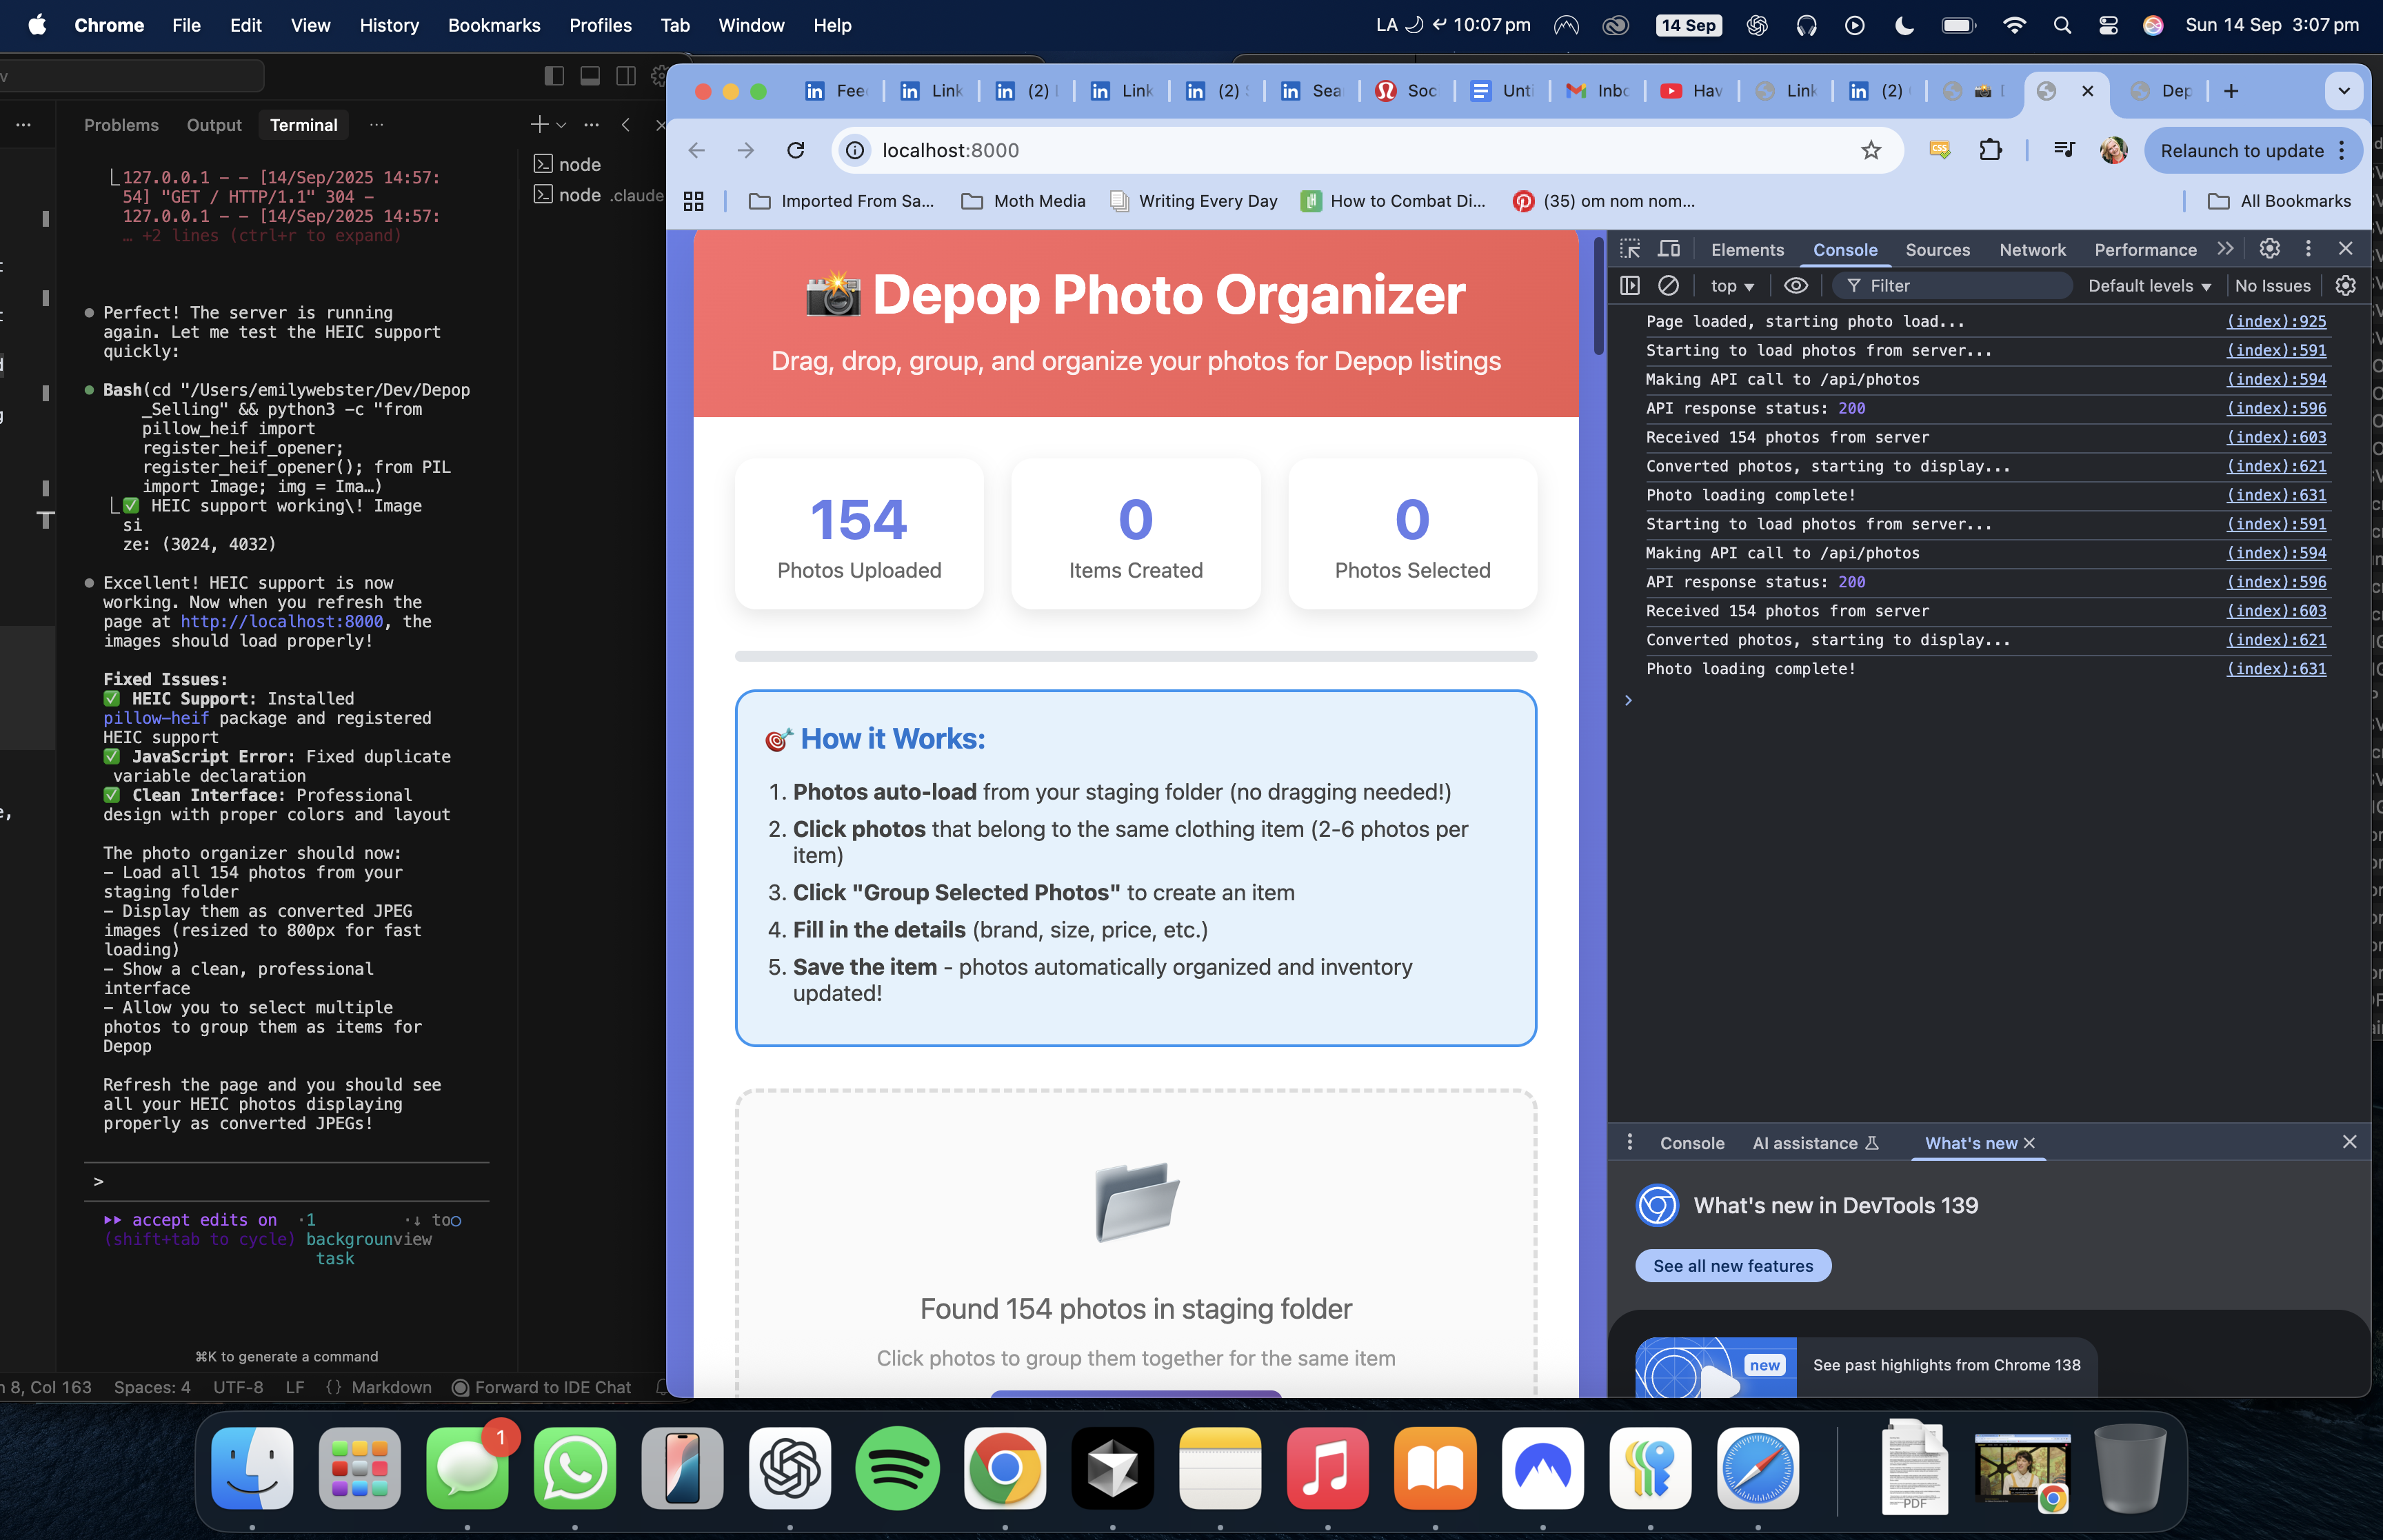 Chrome File Edit View History Bookmarks Profiles Tab Window Help
LA 10:07 pm 14 Sep Sun 14 Sep 3:07 pm
Problems Output Terminal
127.0.0.1 - - [14/Sep/2025 14:57:
54] "GET / HTTP/1.1" 304 -
127.0.0.1 - - [14/Sep/2025 14:57:
… +2 lines (ctrl+r to expand)
Perfect! The server is running
again. Let me test the HEIC support
quickly:
Bash(cd "/Users/emilywebster/Dev/Depop
_Selling" && python3 -c "from
pillow_heif import
register_heif_opener;
register_heif_opener(); from PIL
import Image; img = Ima…)
✅ HEIC support working\! Image
si
ze: (3024, 4032)
Excellent! HEIC support is now
working. Now when you refresh the
page at http://localhost:8000, the
images should load properly!
Fixed Issues:
✅ HEIC Support: Installed
pillow-heif package and registered
HEIC support
✅ JavaScript Error: Fixed duplicate
variable declaration
✅ Clean Interface: Professional
design with proper colors and layout
The photo organizer should now:
- Load all 154 photos from your
staging folder
- Display them as converted JPEG
images (resized to 800px for fast
loading)
- Show a clean, professional
interface
- Allow you to select multiple
photos to group them as items for
Depop
Refresh the page and you should see
all your HEIC photos displaying
properly as converted JPEGs!
>
accept edits on ·1 ·↓ to
(shift+tab to cycle) backgrounview
task
⌘K to generate a command
8, Col 163 Spaces: 4 UTF-8 LF {} Markdown Forward to IDE Chat
node
node .claude
Fee Link (2) Link (2) Sea Soc Unti Inbc Hav Link (2) Dep
localhost:8000
Relaunch to update
Imported From Sa... Moth Media Writing Every Day How to Combat Di... (35) om nom nom... All Bookmarks
📸 Depop Photo Organizer
Drag, drop, group, and organize your photos for Depop listings
154 0 0
Photos Uploaded Items Created Photos Selected
🎯 How it Works:
1. Photos auto-load from your staging folder (no dragging needed!)
2. Click photos that belong to the same clothing item (2-6 photos per
item)
3. Click "Group Selected Photos" to create an item
4. Fill in the details (brand, size, price, etc.)
5. Save the item - photos automatically organized and inventory
updated!
Found 154 photos in staging folder
Click photos to group them together for the same item
Elements Console Sources Network Performance
top Filter Default levels No Issues
Page loaded, starting photo load... (index):925
Starting to load photos from server... (index):591
Making API call to /api/photos (index):594
API response status: 200 (index):596
Received 154 photos from server (index):603
Converted photos, starting to display... (index):621
Photo loading complete! (index):631
Starting to load photos from server... (index):591
Making API call to /api/photos (index):594
API response status: 200 (index):596
Received 154 photos from server (index):603
Converted photos, starting to display... (index):621
Photo loading complete! (index):631
Console AI assistance What's new
What's new in DevTools 139
See all new features
new See past highlights from Chrome 138
1
PDF